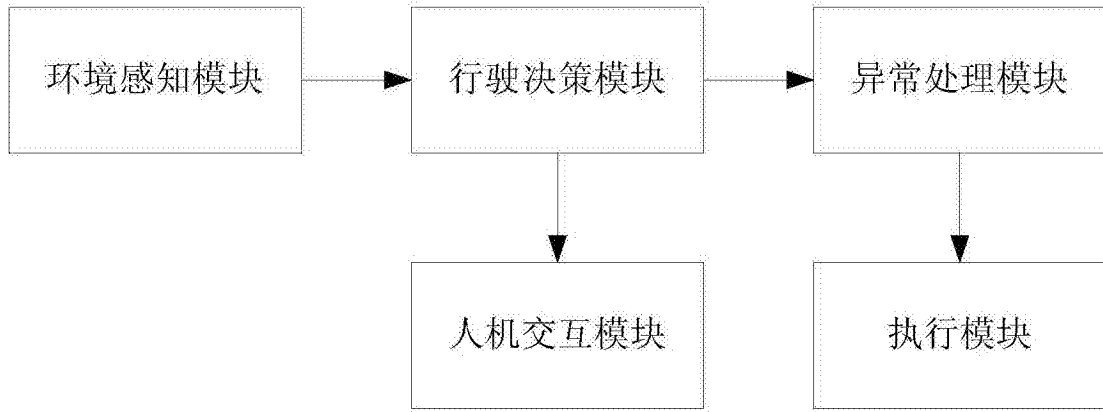 环境感知模块
行驶决策模块
异常处理模块
人机交互模块
执行模块